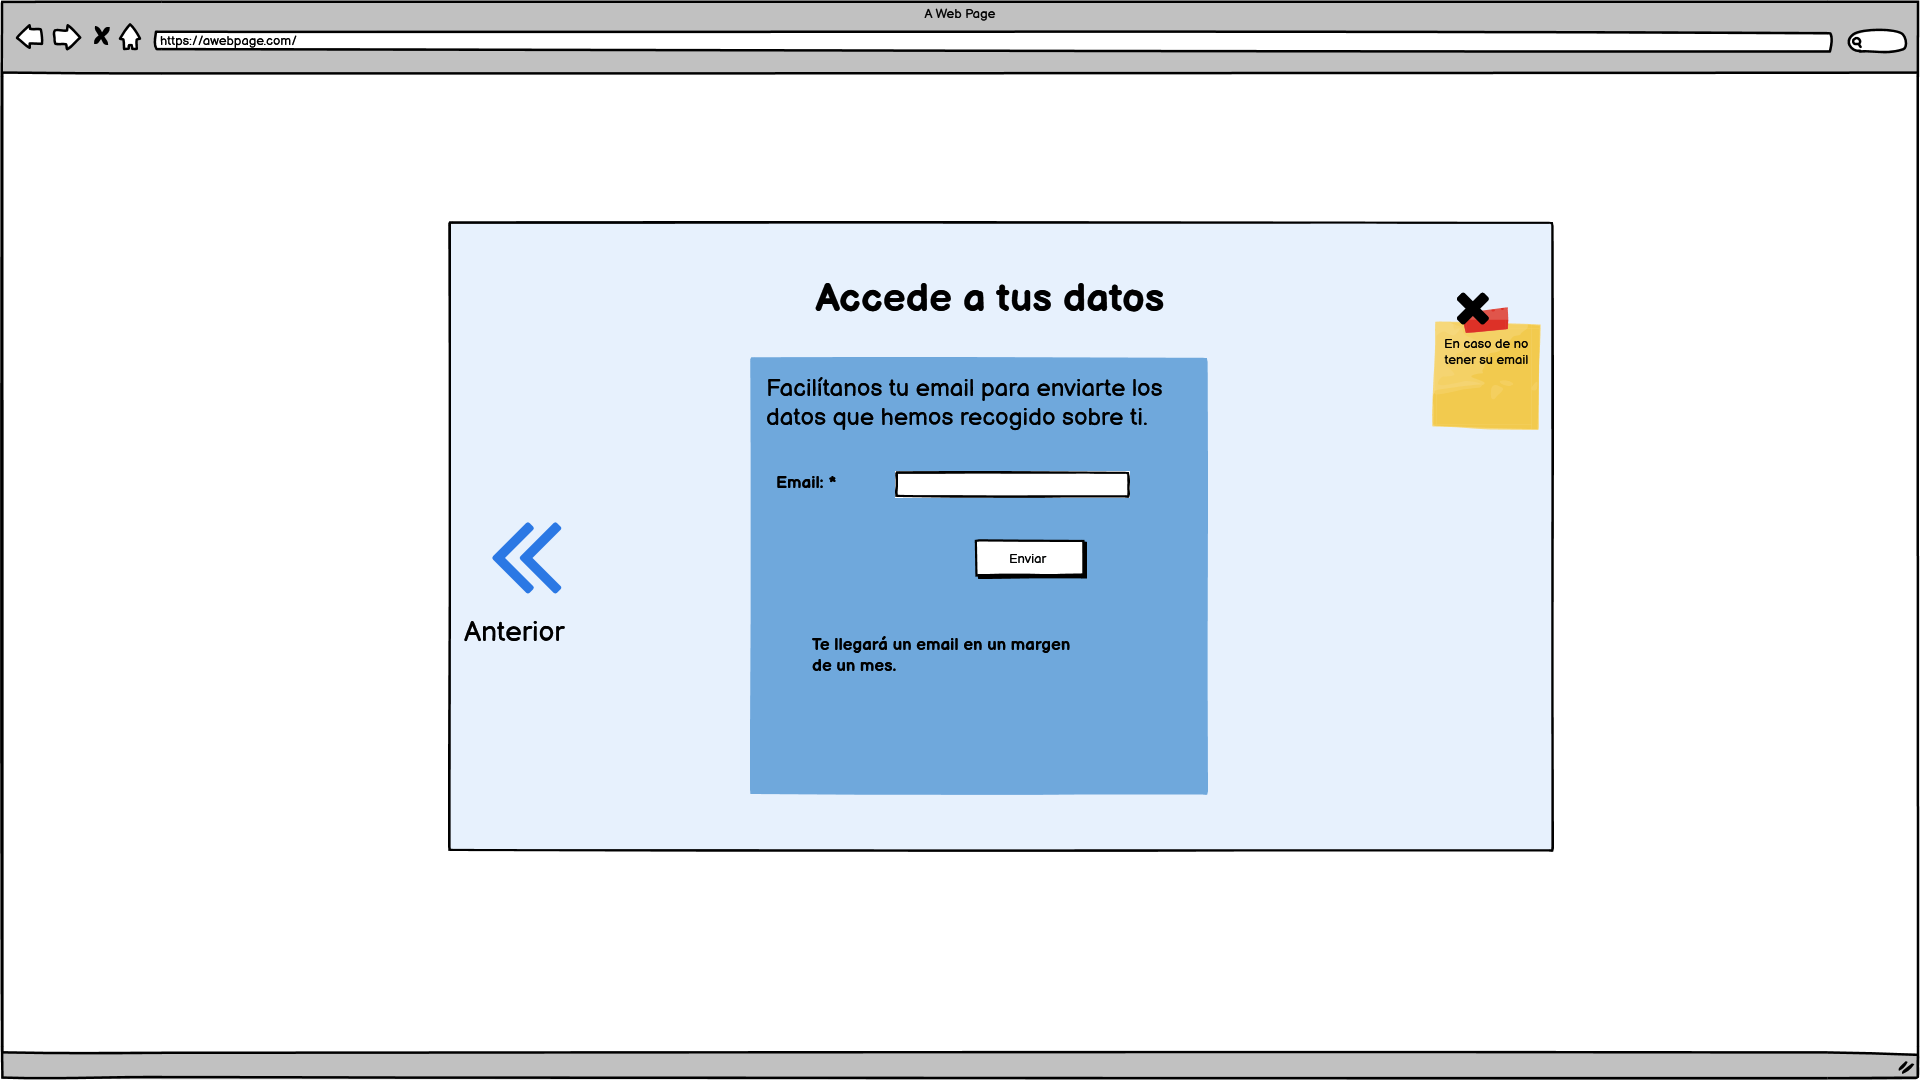 A Web Page
https://awebpage.com/
Accede a tus datos
En caso de no
tener su email
Facilítanos tu email para enviarte los
datos que hemos recogido sobre ti.
Email: *
Enviar
Anterior
Te llegará un email en un margen
de un mes.